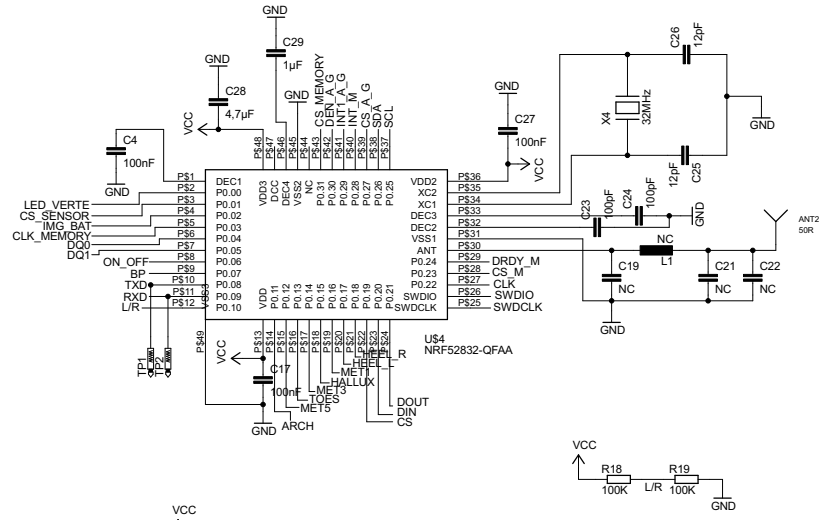 GND
GND
C29
1µF
GND
C28
4,7µF
VCC
GND
CS_MEMORY
DEN_A_G
INT1_A_G
INT_M
CS_A_G
SDA
SCL
GND
C27
100nF
VCC
C26
12pF
X4
32MHz
GND
C25
12pF
C4
100nF
GND
P$48
P$47
P$46
P$45
P$44
P$43
P$42
P$41
P$40
P$39
P$38
P$37
VDD3
DCC
DEC4
VSS2
NC
P0.31
P0.30
P0.29
P0.28
P0.27
P0.26
P0.25
P$1 DEC1
LED_VERTE P$2 P0.00
CS_SENSOR P$3 P0.01
IMG_BAT P$4 P0.02
CLK_MEMORY P$5 P0.03
DQ0 P$6 P0.04
DQ1 P$7 P0.05
ON_OFF P$8 P0.06
BP P$9 P0.07
TXD P$10 P0.08
RXD P$11 P0.09
L/R P$12 P0.10
VDD2 P$36
XC2 P$35
XC1 P$34
DEC3 P$33
DEC2 P$32
VSS1 P$31
ANT P$30
P0.24 P$29 DRDY_M
P0.23 P$28 CS_M
P0.22 P$27 CLK
SWDIO P$26 SWDIO
SWDCLK P$25 SWDCLK
C23
100pF
C24
100pF
GND
ANT2
50R
NC
L1
C19
NC
C21
NC
C22
NC
GND
VSS3
VDD
P0.11
P0.12
P0.13
P0.14
P0.15
P0.16
P0.17
P0.18
P0.19
P0.20
P0.21
P$49
P$13
P$14
P$15
P$16
P$17
P$18
P$19
P$20
P$21
P$22
P$23
P$24
U$4
NRF52832-QFAA
TP1
TP2
VCC
C17
100nF
GND
HEEL_R
HEEL_L
MET1
HALLUX
MET3
TOES
MET5
ARCH
DOUT
DIN
CS
VCC
R18
100K
L/R
R19
100K
GND
VCC